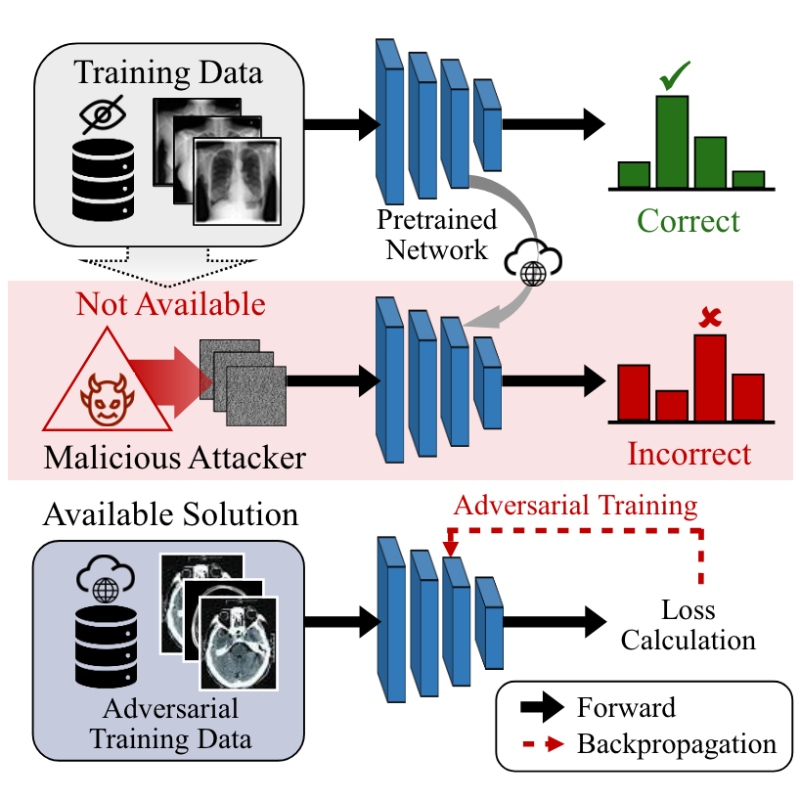 Training Data
Pretrained
Network
Correct
Not Available
Malicious Attacker
Incorrect
Available Solution
Adversarial Training
Loss
Calculation
Adversarial
Training Data
Forward
Backpropagation